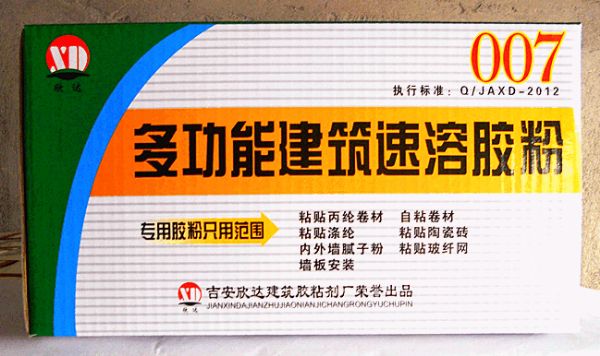 XD
欣达
007
执行标准：Q/JAXD-2012
多功能建筑速溶胶粉
专用胶粉只用范围
粘贴丙纶卷材 自粘卷材
粘贴涤纶 粘贴陶瓷砖
内外墙腻子粉 粘贴玻纤网
墙板安装
XD
欣达
吉安欣达建筑胶粘剂厂荣誉出品
JIANXINDAJIANZHUJIAONIANJICHANGRONGYUCHUPIN